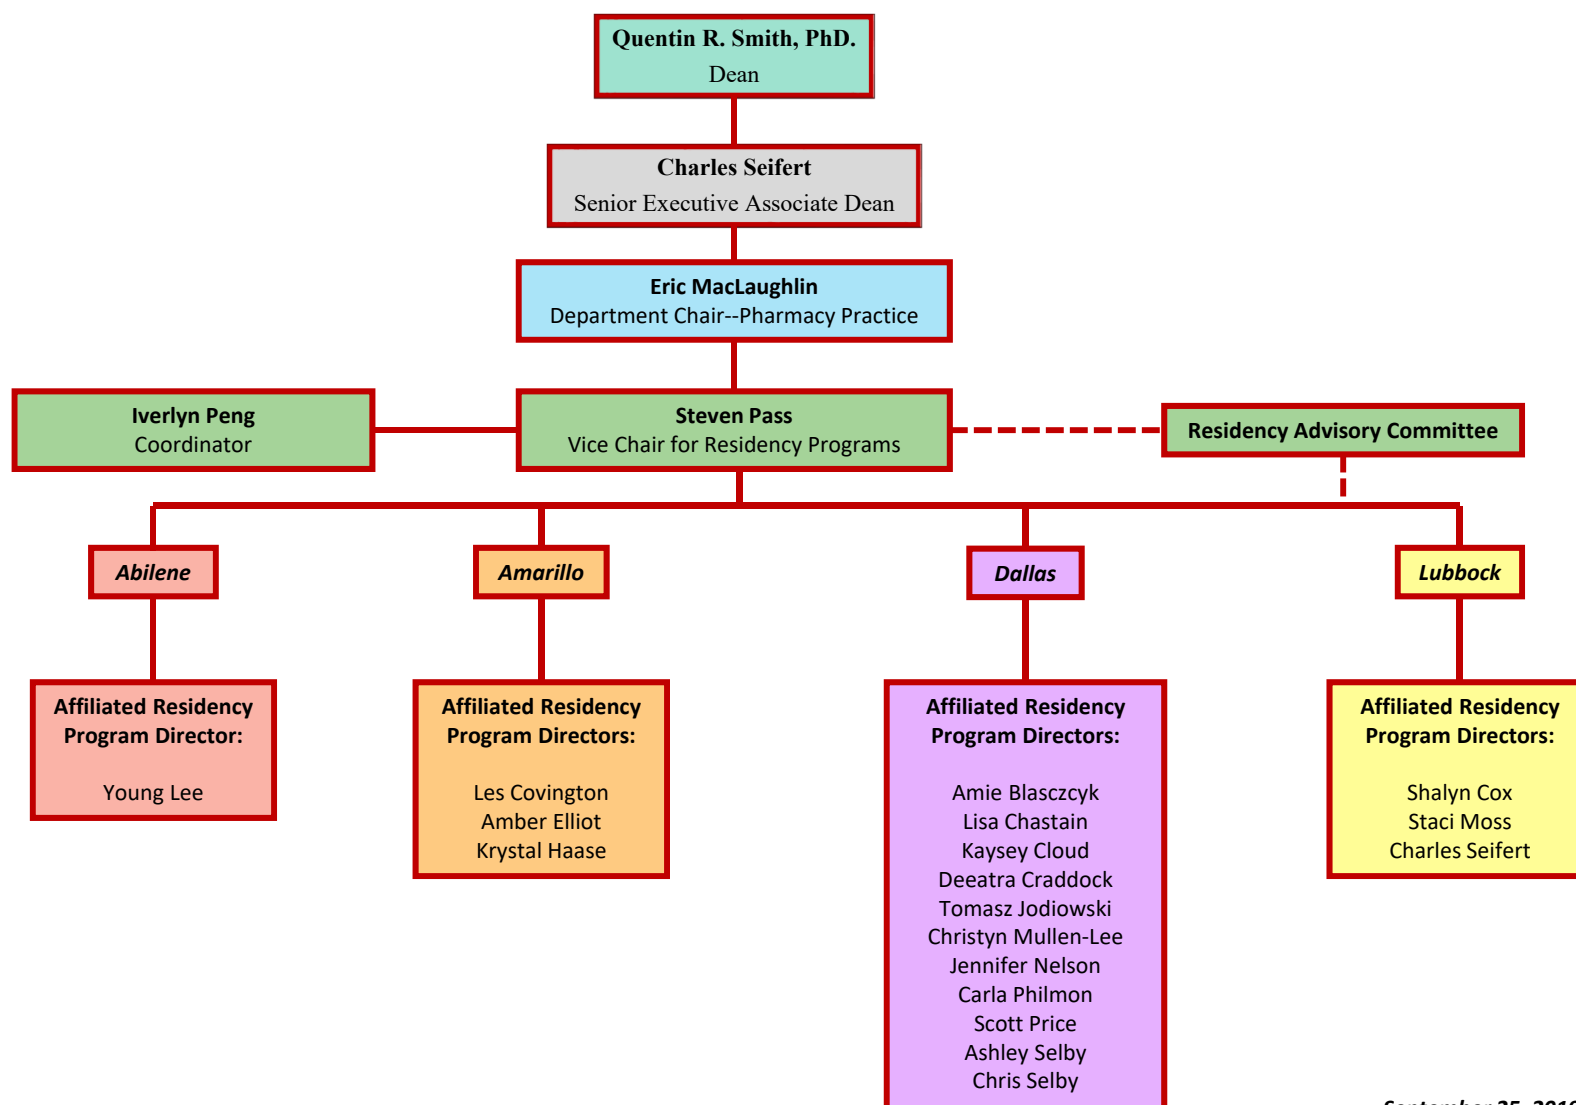 Quentin R. Smith, PhD.
Dean
Charles Seifert
Senior Executive Associate Dean
Eric MacLaughlin
Department Chair--Pharmacy Practice
Iverlyn Peng
Coordinator
Steven Pass
Vice Chair for Residency Programs
Residency Advisory Committee
Abilene
Amarillo
Dallas
Lubbock
Affiliated Residency
Program Director:
Young Lee
Affiliated Residency
Program Directors:
Les Covington
Amber Elliot
Krystal Haase
Affiliated Residency
Program Directors:
Amie Blasczcyk
Lisa Chastain
Kaysey Cloud
Deeatra Craddock
Tomasz Jodiowski
Christyn Mullen-Lee
Jennifer Nelson
Carla Philmon
Scott Price
Ashley Selby
Chris Selby
Affiliated Residency
Program Directors:
Shalyn Cox
Staci Moss
Charles Seifert
September 25,